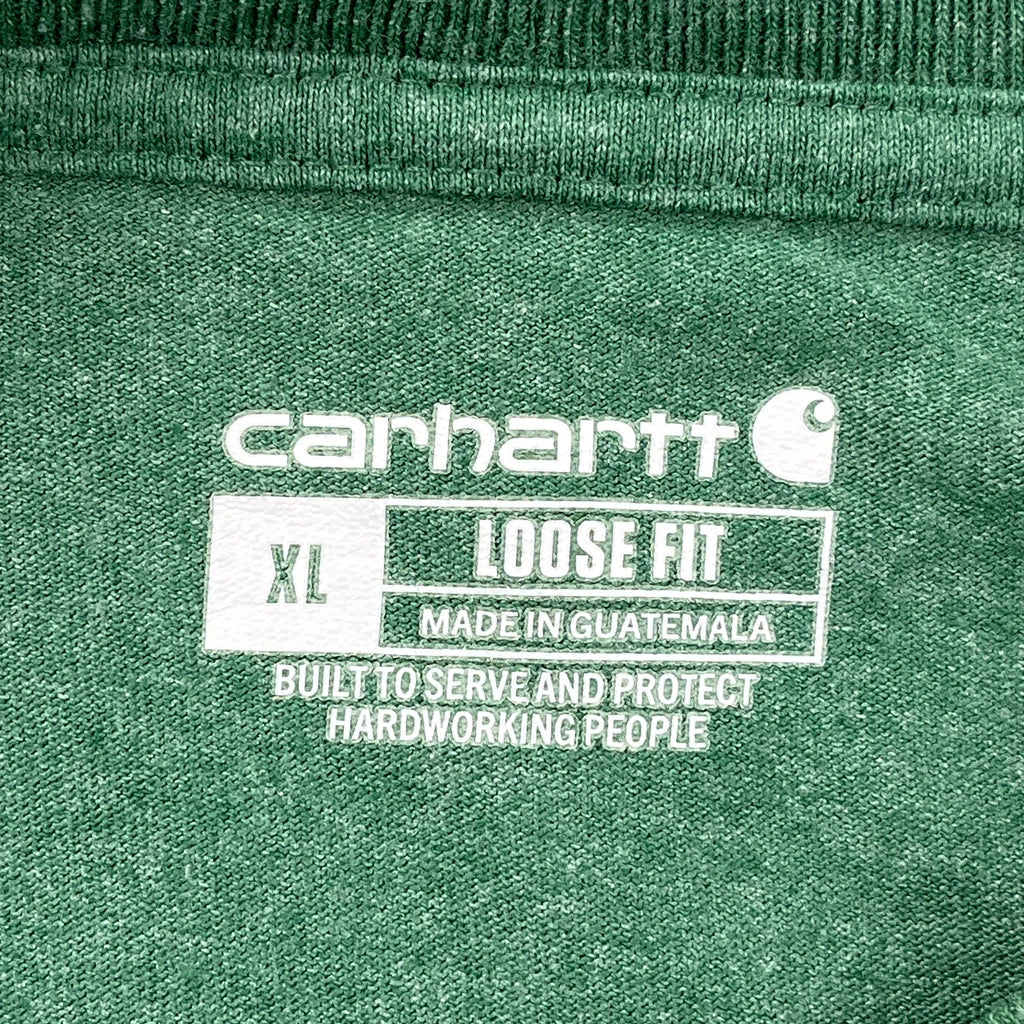 carhartt
XL
LOOSE FIT
MADE IN GUATEMALA
BUILT TO SERVE AND PROTECT
HARDWORKING PEOPLE